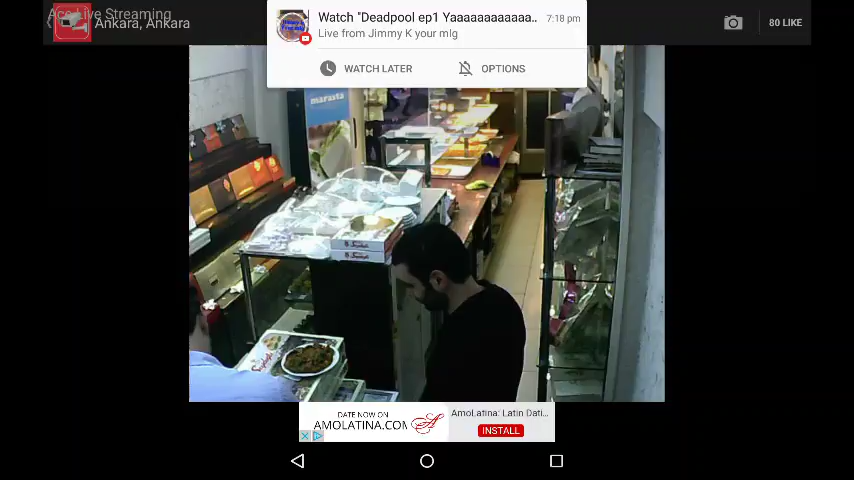 Ace Live Streaming
Ankara, Ankara
Watch "Deadpool ep1 Yaaaaaaaaaaaa..
7:18 pm
Live from Jimmy K your mlg
WATCH LATER
OPTIONS
80 LIKE
DATE NOW ON
AMOLATINA.COM
AmoLatina: Latin Dati...
INSTALL